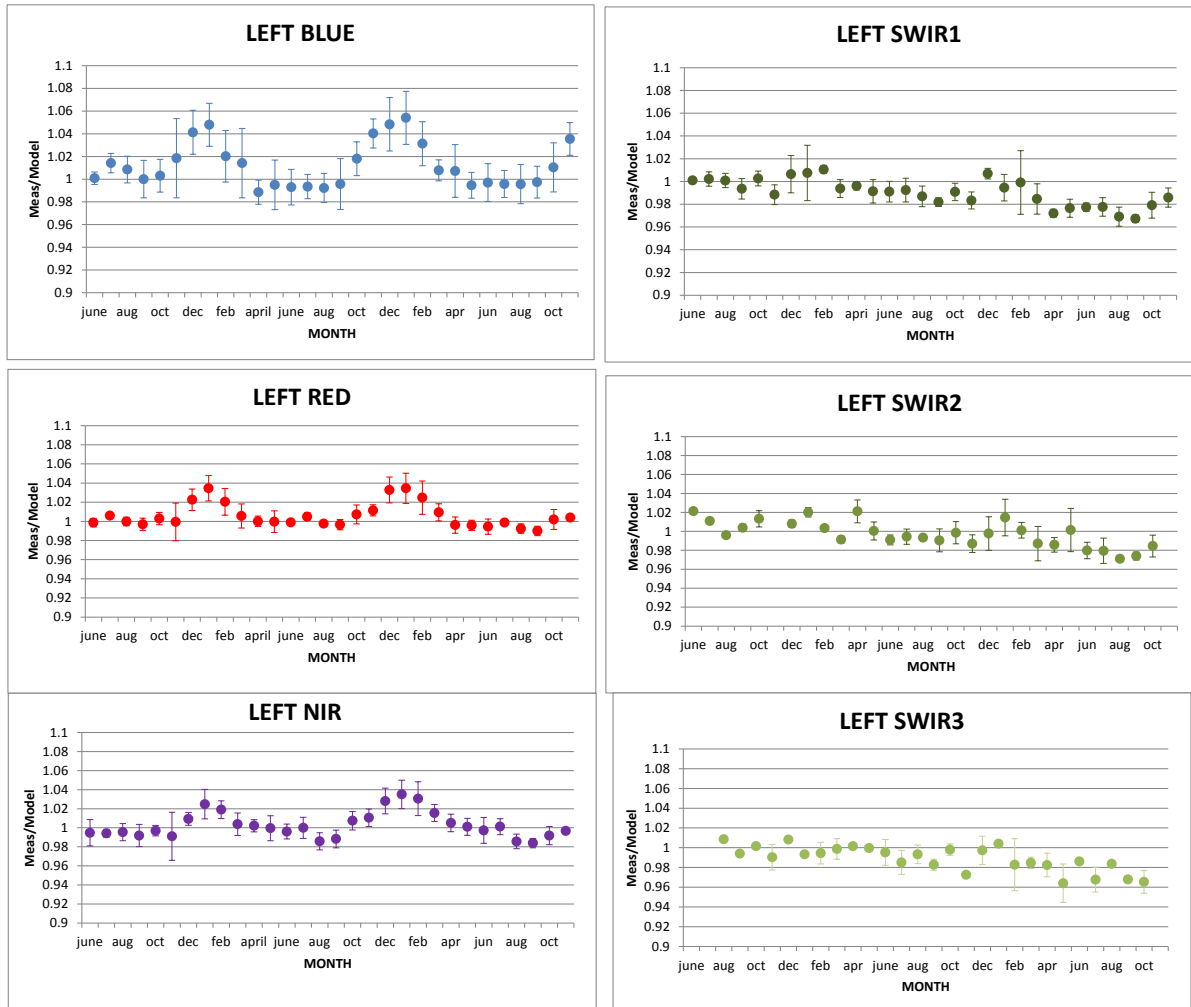 LEFT BLUE
Meas/Model
1.1
1.08
1.06
1.04
1.02
1
0.98
0.96
0.94
0.92
0.9
june aug oct dec feb april june aug oct dec feb apr jun aug oct
MONTH
LEFT SWIR1
Meas/Model
1.1
1.08
1.06
1.04
1.02
1
0.98
0.96
0.94
0.92
0.9
june aug oct dec feb apri june aug oct dec feb apr jun aug oct
MONTH
LEFT RED
Meas/Model
1.1
1.08
1.06
1.04
1.02
1
0.98
0.96
0.94
0.92
0.9
june aug oct dec feb april june aug oct dec feb apr jun aug oct
MONTH
LEFT SWIR2
Meas/Model
1.1
1.08
1.06
1.04
1.02
1
0.98
0.96
0.94
0.92
0.9
june aug oct dec feb apr june aug oct dec feb apr jun aug oct
MONTH
LEFT NIR
Meas/Model
1.1
1.08
1.06
1.04
1.02
1
0.98
0.96
0.94
0.92
0.9
june aug oct dec feb april june aug oct dec feb apr jun aug oct
MONTH
LEFT SWIR3
Meas/Model
1.1
1.08
1.06
1.04
1.02
1
0.98
0.96
0.94
0.92
0.9
june aug oct dec feb apr june aug oct dec feb apr jun aug oct
MONTH